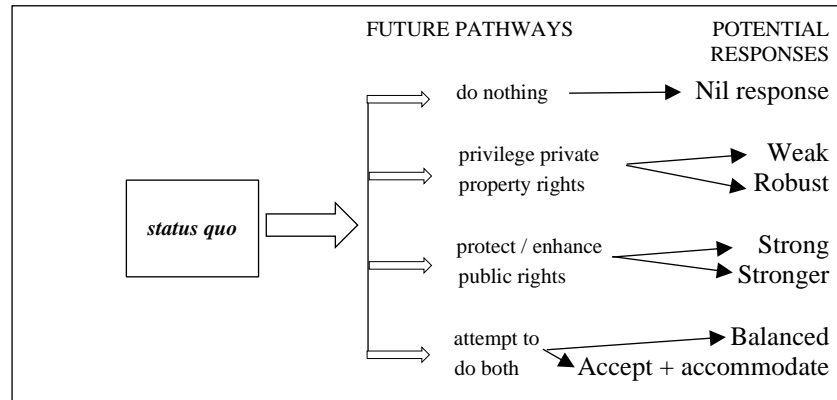 FUTURE PATHWAYS
POTENTIAL
RESPONSES
do nothing
Nil response
privilege private
property rights
Weak
Robust
status quo
protect / enhance
public rights
Strong
Stronger
attempt to
do both
Balanced
Accept + accommodate